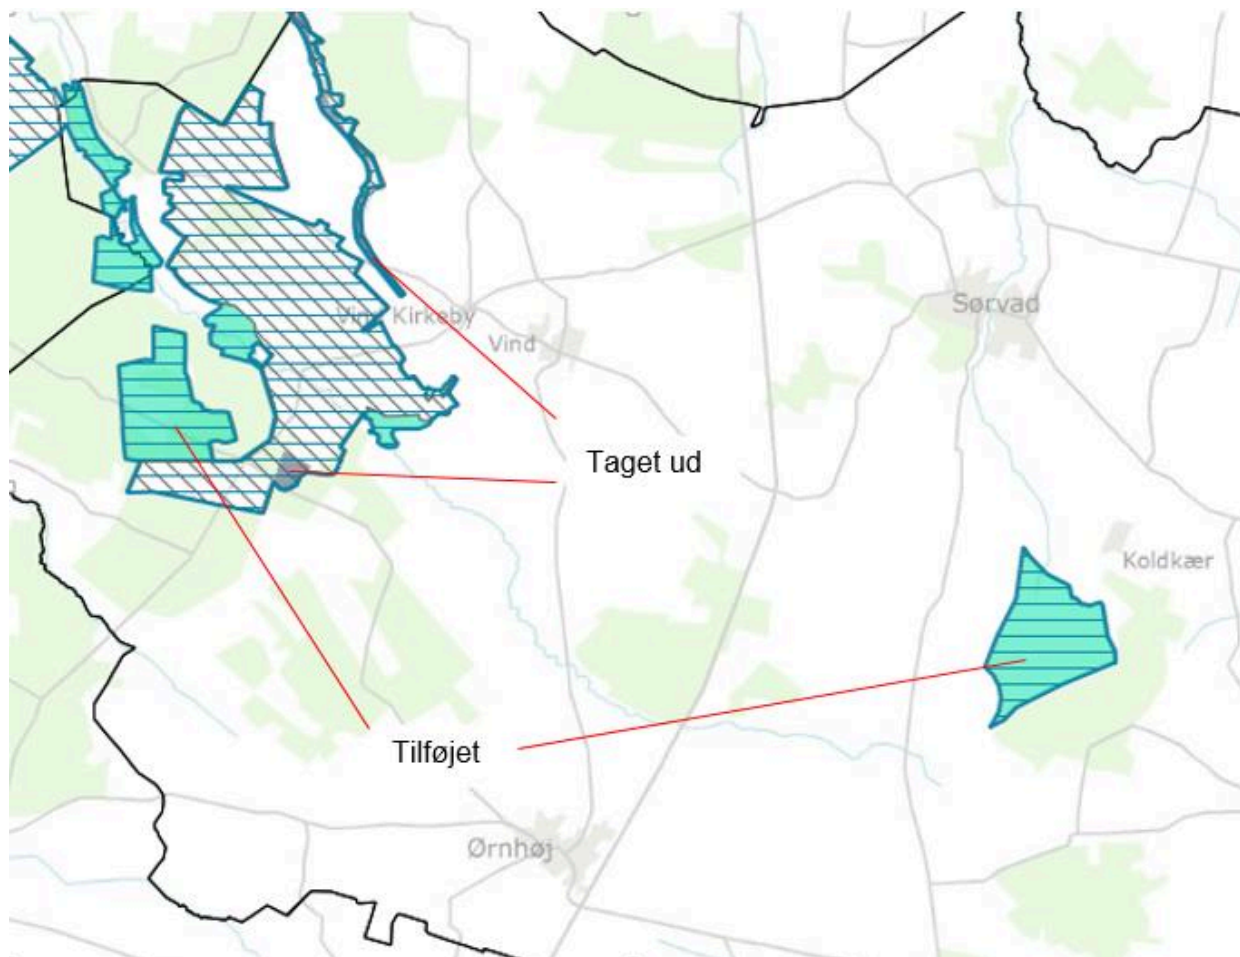 Sørvad
Vind Kirkeby
Vind
Taget ud
Koldkær
Tilføjet
Ørnhøj